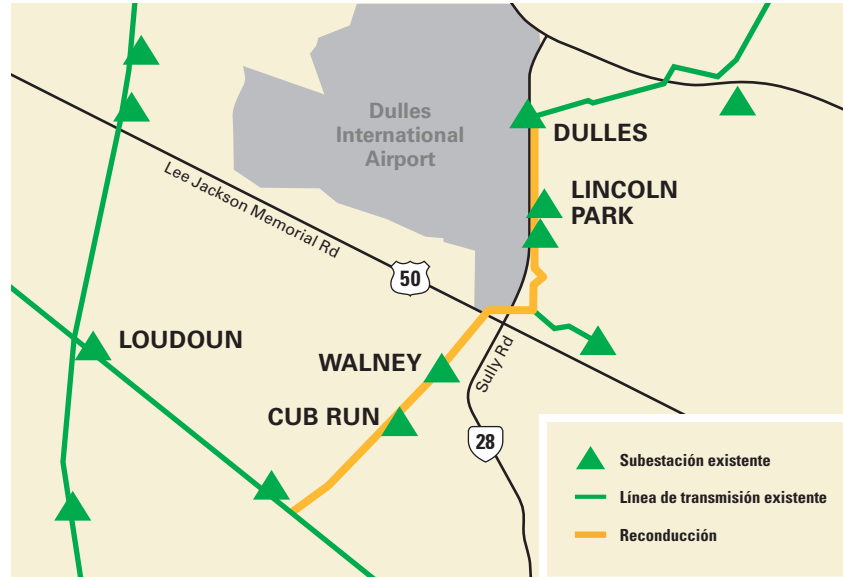 Dulles
International
Airport
DULLES
LINCOLN
PARK
Lee Jackson Memorial Rd
50
LOUDOUN
WALNEY
Sully Rd
CUB RUN
28
Subestación existente
Línea de transmisión existente
Reconducción